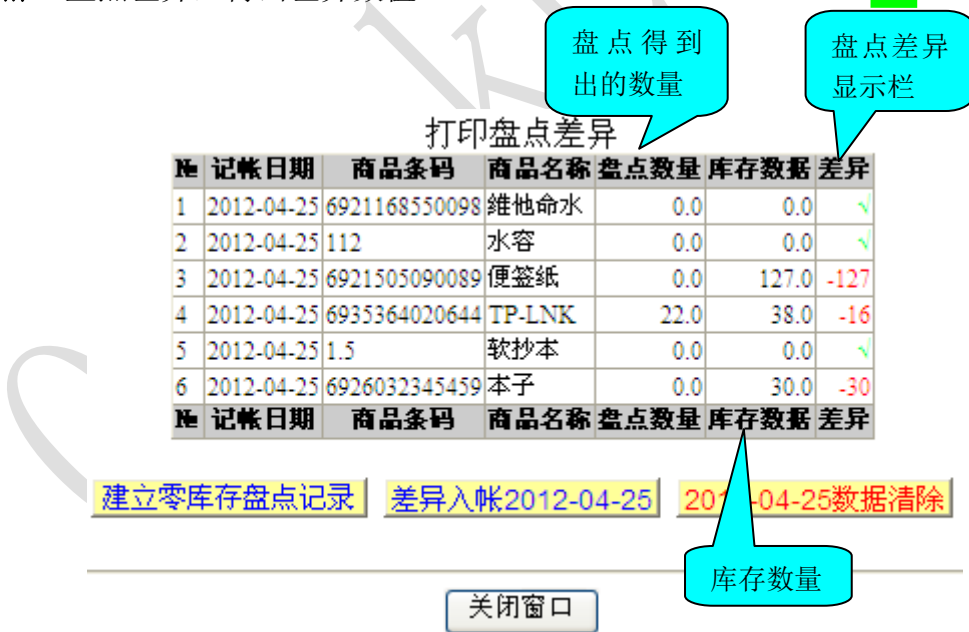 盘点得到
出的数量
盘点差异
显示栏
打印盘点差异
№ 记帐日期 商品条码 商品名称 盘点数量 库存数据 差异
1 2012-04-25 6921168550098 維他命水 0.0 0.0 √
2 2012-04-25 112 水容 0.0 0.0 √
3 2012-04-25 6921505090089 便签纸 0.0 127.0 -127
4 2012-04-25 6935364020644 TP-LNK 22.0 38.0 -16
5 2012-04-25 1.5 软抄本 0.0 0.0 √
6 2012-04-25 6926032345459 本子 0.0 30.0 -30
№ 记帐日期 商品条码 商品名称 盘点数量 库存数据 差异
建立零库存盘点记录 差异入帐2012-04-25 2012-04-25数据清除
库存数量
关闭窗口